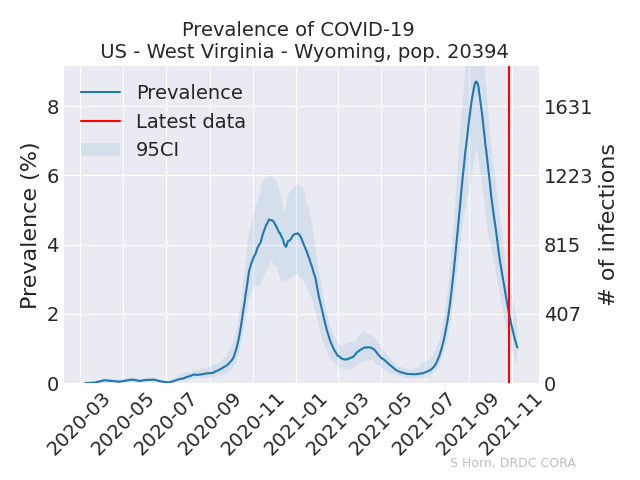 Prevalence of COVID-19
US - West Virginia - Wyoming, pop. 20394
Prevalence
Latest data
95CI
Prevalence (%)
8
6
4
2
0
1631
1223
815
407
0
# of infections
2020-03
2020-05
2020-07
2020-09
2020-11
2021-01
2021-03
2021-05
2021-07
2021-09
2021-11
S Horn, DRDC CORA